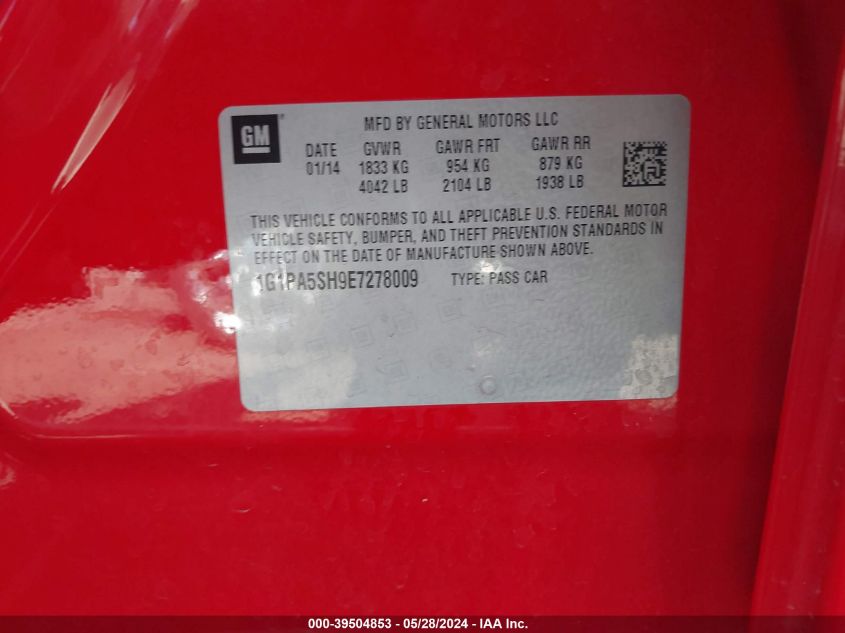 GM
MFD BY GENERAL MOTORS LLC
DATE GVWR GAWR FRT GAWR RR
01/14 1833 KG 954 KG 879 KG
4042 LB 2104 LB 1938 LB
THIS VEHICLE CONFORMS TO ALL APPLICABLE U.S. FEDERAL MOTOR
VEHICLE SAFETY, BUMPER, AND THEFT PREVENTION STANDARDS IN
EFFECT ON THE DATE OF MANUFACTURE SHOWN ABOVE.
1G1PA5SH9E7278009 TYPE: PASS CAR
000-39504853 / 05/28/2024 - IAA Inc.